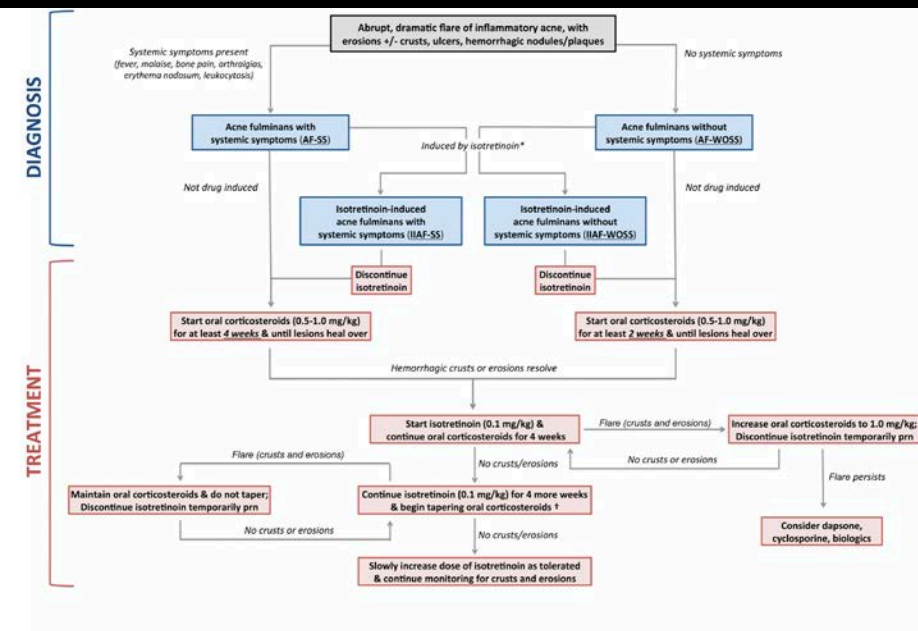 Abrupt, dramatic flare of inflammatory acne, with
erosions +/- crusts, ulcers, hemorrhagic nodules/plaques
Systemic symptoms present
(fever, malaise, bone pain, arthralgias,
erythema nodosum, leukocytosis)
No systemic symptoms
DIAGNOSIS
Acne fulminans with
systemic symptoms (AF-SS)
Acne fulminans without
systemic symptoms (AF-WOSS)
Induced by isotretinoin*
Not drug induced
Not drug induced
Isotretinoin-induced
acne fulminans with
systemic symptoms (IIAF-SS)
Isotretinoin-induced
acne fulminans without
systemic symptoms (IIAF-WOSS)
TREATMENT
Discontinue
isotretinoin
Discontinue
isotretinoin
Start oral corticosteroids (0.5-1.0 mg/kg)
for at least 4 weeks & until lesions heal over
Start oral corticosteroids (0.5-1.0 mg/kg)
for at least 2 weeks & until lesions heal over
Hemorrhagic crusts or erosions resolve
Start isotretinoin (0.1 mg/kg) &
continue oral corticosteroids for 4 weeks
Flare (crusts and erosions)
Increase oral corticosteroids to 1.0 mg/kg;
Discontinue isotretinoin temporarily prn
No crusts or erosions
Flare (crusts and erosions)
No crusts/erosions
Flare persists
Maintain oral corticosteroids & do not taper;
Discontinue isotretinoin temporarily prn
Continue isotretinoin (0.1 mg/kg) for 4 more weeks
& begin tapering oral corticosteroids †
No crusts or erosions
No crusts/erosions
Consider dapsone,
cyclosporine, biologics
Slowly increase dose of isotretinoin as tolerated
& continue monitoring for crusts and erosions